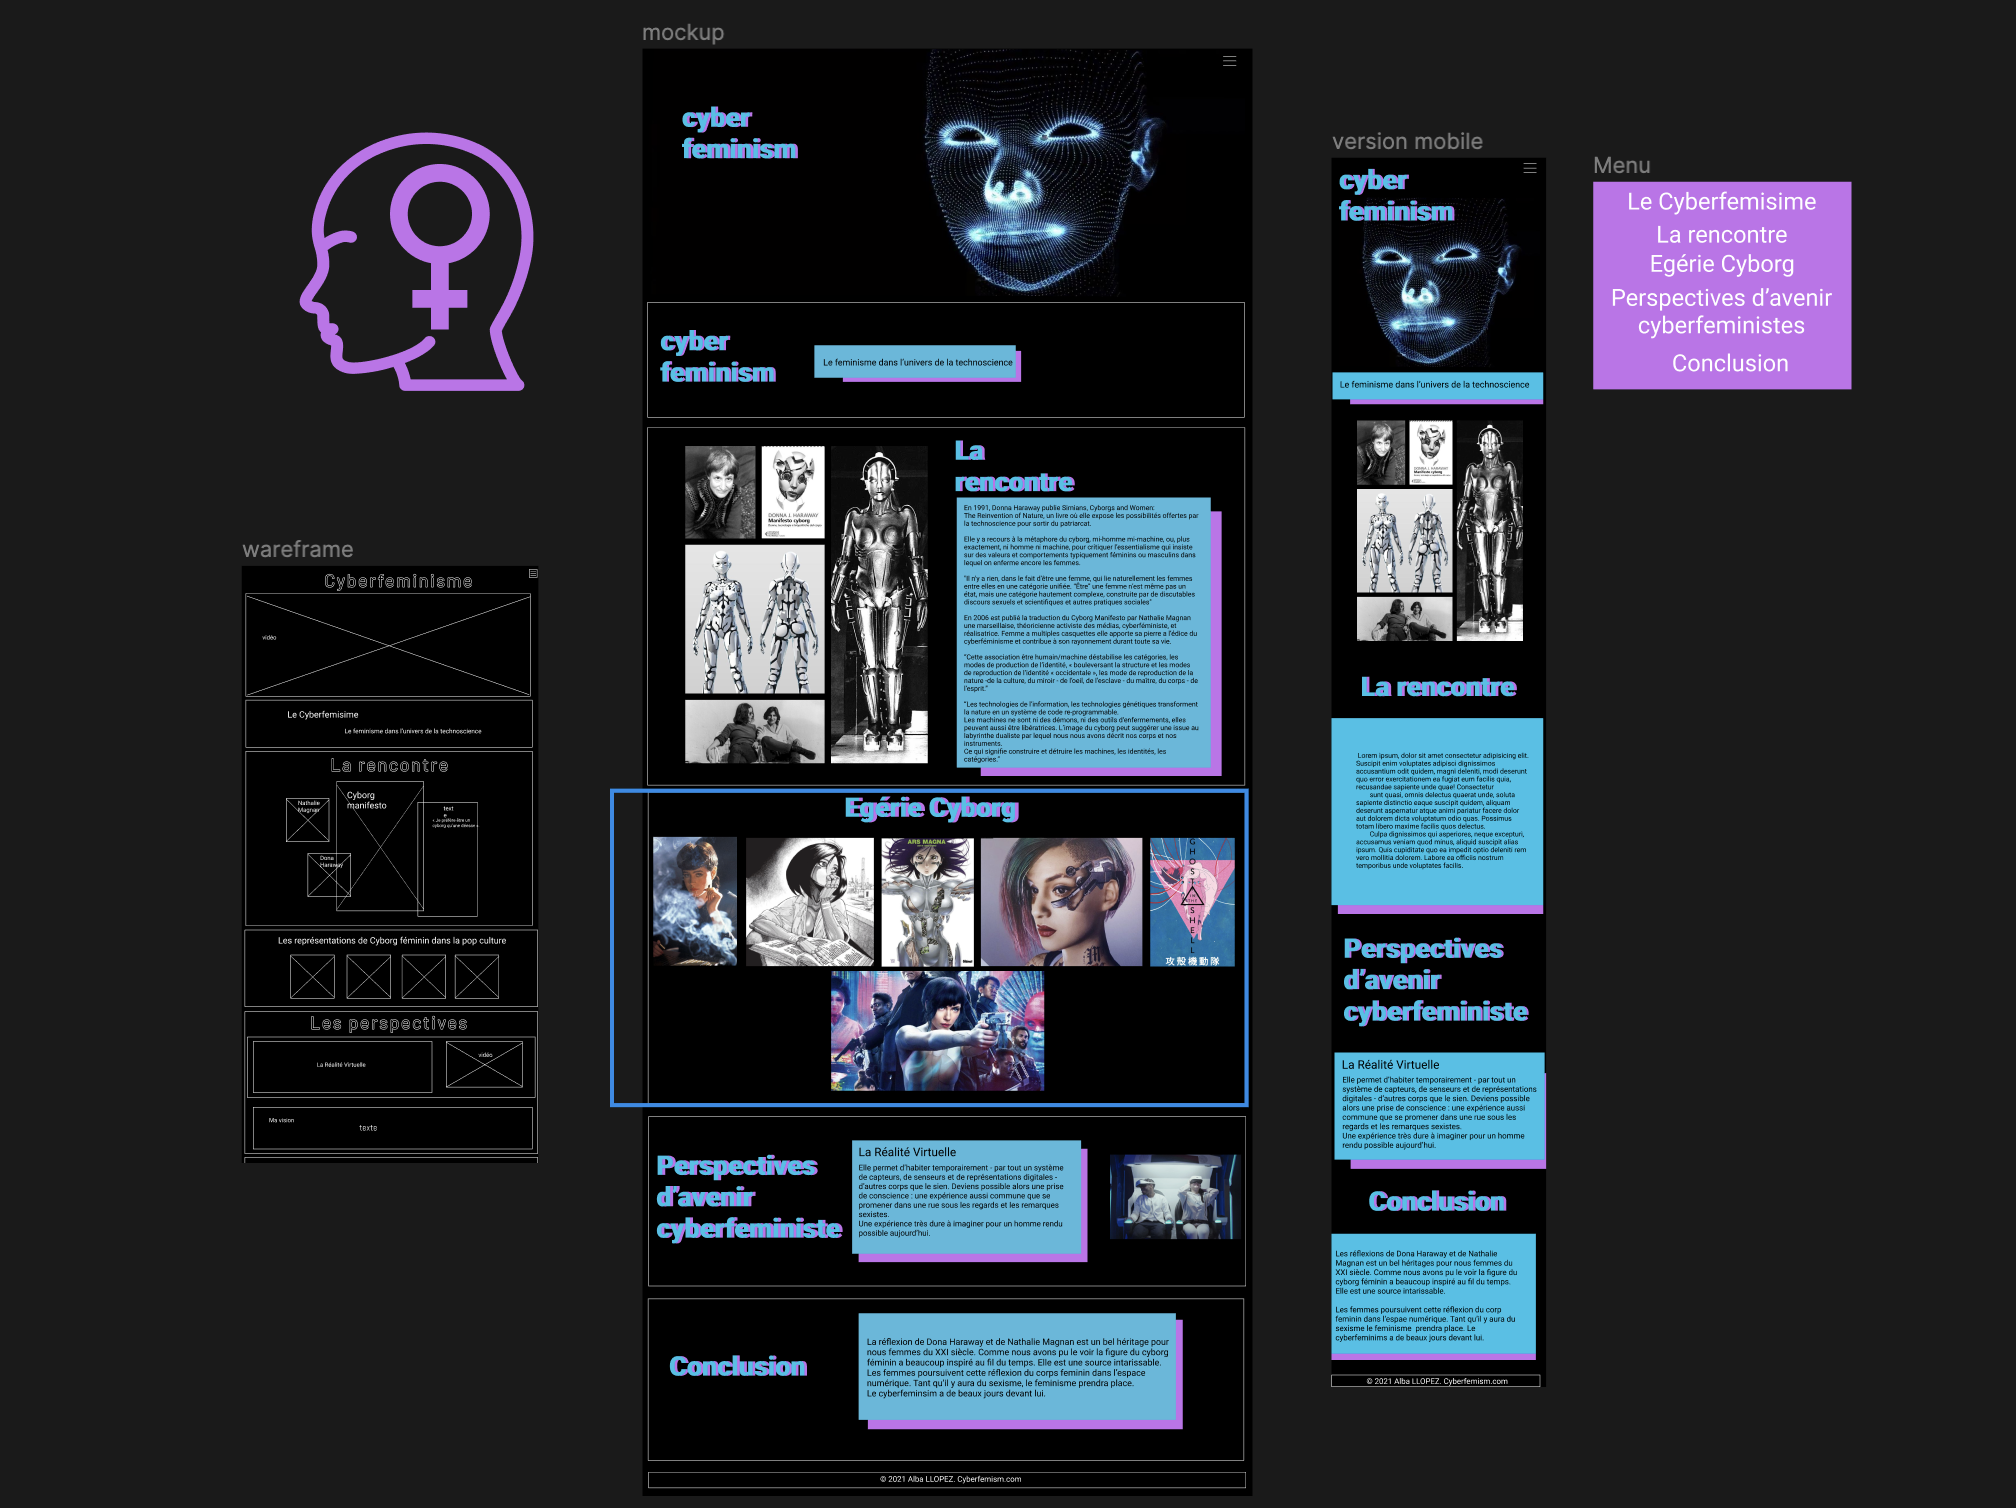 mockup
cyber
feminism
cyber
feminism
Le feminisme dans l'univers de la technoscience
DONNA J. HARAWAY
Manifesto cyborg
La
rencontre
En 1991, Donna Haraway publie Simians, Cyborgs and Women:
The Reinvention of Nature, un livre où elle expose les possibilités offertes par
la technoscience pour sortir du patriarcat.
Elle y a recours à la métaphore du cyborg, mi-homme mi-machine, ou, plus
exactement, ni homme ni machine, pour critiquer l'essentialisme qui insiste
sur des valeurs et comportements typiquement féminins ou masculins dans
lequel on enferme encore les femmes.
"Il n'y a rien, dans le fait d'être une femme, qui lie naturellement les femmes
entre elles en une catégorie unifiée. "Être" une femme n'est même pas un
état, mais une catégorie hautement complexe, construite par de discutables
discours sexuels et scientifiques et autres pratiques sociales"
En 2006 est publié la traduction du Cyborg Manifesto par Nathalie Magnan
une marseillaise, théoricienne activiste des médias, cyberféministe, et
réalisatrice. Femme a multiples casquettes elle apporte sa pierre a l'édice du
cyberféminisme et contribue à son rayonnement durant toute sa vie.
"Cette association être humain/machine déstabilise les catégories, les
modes de production de l'identité, « bouleversant la structure et les modes
de reproduction de l'identité « occidentale », les mode de reproduction de la
nature -de la culture, du miroir - de l'oeil, de l'esclave - du maître, du corps - de
l'esprit."
"Les technologies de l'information, les technologies génétiques transforment
la nature en un système de code re-programmable.
Les machines ne sont ni des démons, ni des outils d'enfermements, elles
peuvent aussi être libératrices. L'image du cyborg peut suggérer une issue au
labyrinthe dualiste par lequel nous nous avons décrit nos corps et nos
instruments.
Ce qui signifie construire et détruire les machines, les identités, les
catégories."
Egérie Cyborg
ARS MAGNA
GHOST
IN THE
SHELL
攻殻機動隊
Perspectives
d'avenir
cyberfeministe
La Réalité Virtuelle
Elle permet d'habiter temporairement - par tout un système
de capteurs, de senseurs et de représentations digitales -
d'autres corps que le sien. Deviens possible alors une prise
de conscience : une expérience aussi commune que se
promener dans une rue sous les regards et les remarques
sexistes.
Une expérience très dure à imaginer pour un homme rendu
possible aujourd'hui.
Conclusion
La réflexion de Dona Haraway et de Nathalie Magnan est un bel héritage pour
nous femmes du XXI siècle. Comme nous avons pu le voir la figure du cyborg
féminin a beaucoup inspiré au fil du temps. Elle est une source intarissable.
Les femmes poursuivent cette réflexion du corps feminin dans l'espace
numérique. Tant qu'il y aura du sexisme, le feminisme prendra place.
Le cyberfeminsim a de beaux jours devant lui.
© 2021 Alba LLOPEZ. Cyberfemism.com
wareframe
Cyberfeminisme
vidéo
Le Cyberfemisime
Le feminisme dans l'univers de la technoscience
La rencontre
Nathalie
Magnan
Cyborg
manifesto
text
e
« Je préfère être un
cyborg qu'une déesse »
Dona
Haraway
Les représentations de Cyborg féminin dans la pop culture
Les perspectives
La Réalité Virtuelle
vidéo
Ma vision
texte
version mobile
cyber
feminism
Le feminisme dans l'univers de la technoscience
DONNA J. HARAWAY
Manifesto cyborg
La rencontre
Lorem ipsum, dolor sit amet consectetur adipisicing elit.
Suscipit enim voluptates adipisci dignissimos
accusantium odit quidem, magni deleniti, modi deserunt
quo error exercitationem ea fugiat eum facilis quia,
recusandae sapiente unde quae! Consectetur
sunt quasi, omnis delectus quaerat unde, soluta
sapiente distinctio eaque suscipit quidem, aliquam
deserunt aspernatur atque animi pariatur facere dolor
aut dolorem dicta voluptatum odio quas. Possimus
totam libero maxime facilis quos delectus.
Culpa dignissimos qui asperiores, neque excepturi,
accusamus veniam quod minus, aliquid suscipit alias
ipsum. Quis cupiditate quo ea impedit optio deleniti rem
vero mollitia dolorem. Labore ea officiis nostrum
temporibus unde voluptates facilis.
Perspectives
d'avenir
cyberfeministe
La Réalité Virtuelle
Elle permet d'habiter temporairement - par tout un
système de capteurs, de senseurs et de représentations
digitales - d'autres corps que le sien. Deviens possible
alors une prise de conscience : une expérience aussi
commune que se promener dans une rue sous les
regards et les remarques sexistes.
Une expérience très dure à imaginer pour un homme
rendu possible aujourd'hui.
Conclusion
Les réflexions de Dona Haraway et de Nathalie
Magnan est un bel héritages pour nous femmes du
XXI siècle. Comme nous avons pu le voir la figure du
cyborg féminin a beaucoup inspiré au fil du temps.
Elle est une source intarissable.
Les femmes poursuivent cette réflexion du corp
feminin dans l'espae numérique. Tant qu'il y aura du
sexisme le feminisme prendra place. Le
cyberfeminims a de beaux jours devant lui.
© 2021 Alba LLOPEZ. Cyberfemism.com
Menu
Le Cyberfemisime
La rencontre
Egérie Cyborg
Perspectives d'avenir
cyberfeministes
Conclusion